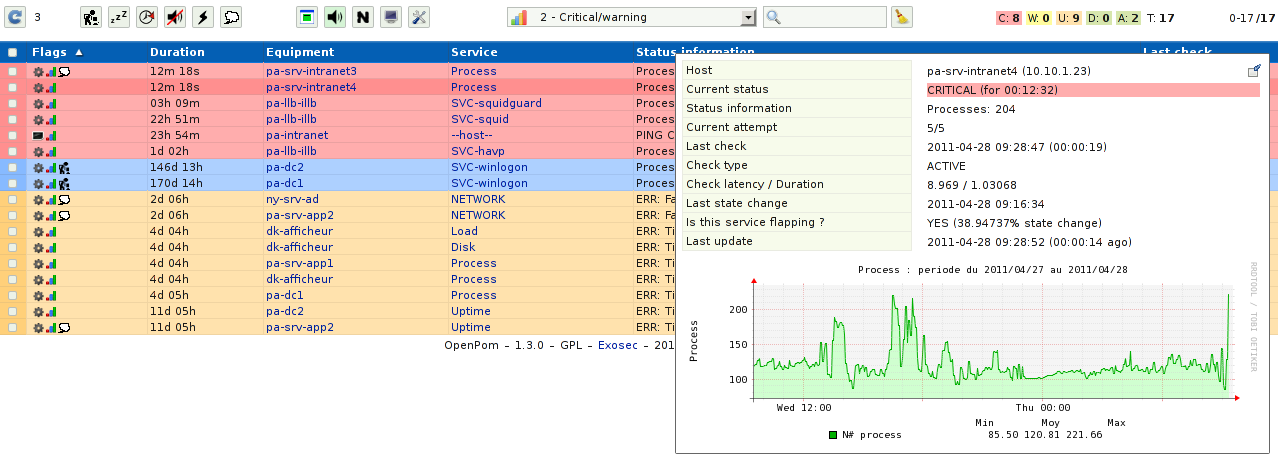 3 2 - Critical/warning C: 8 W: 0 U: 9 D: 0 A: 2 T: 17 0-17 /17
Flags Duration Equipment Service Status information Last check
12m 18s pa-srv-intranet3 Process Proces
12m 18s pa-srv-intranet4 Process Proces
03h 09m pa-llb-illb SVC-squidguard Proces
22h 51m pa-llb-illb SVC-squid Proces
23h 54m pa-intranet --host-- PING C
1d 02h pa-llb-illb SVC-havp Proces
146d 13h pa-dc2 SVC-winlogon Proces
170d 14h pa-dc1 SVC-winlogon Proces
2d 06h ny-srv-ad NETWORK ERR: Fa
2d 06h pa-srv-app2 NETWORK ERR: Fa
4d 04h dk-afficheur Load ERR: Ti
4d 04h dk-afficheur Disk ERR: Ti
4d 04h pa-srv-app1 Process ERR: Ti
4d 04h dk-afficheur Process ERR: Ti
4d 05h pa-dc1 Process ERR: Ti
11d 05h pa-dc2 Uptime ERR: Ti
11d 05h pa-srv-app2 Uptime ERR: Ti
OpenPom – 1.3.0 – GPL – Exosec – 201
Host pa-srv-intranet4 (10.10.1.23)
Current status CRITICAL (for 00:12:32)
Status information Processes: 204
Current attempt 5/5
Last check 2011-04-28 09:28:47 (00:00:19)
Check type ACTIVE
Check latency / Duration 8.969 / 1.03068
Last state change 2011-04-28 09:16:34
Is this service flapping ? YES (38.94737% state change)
Last update 2011-04-28 09:28:52 (00:00:14 ago)
Process : periode du 2011/04/27 au 2011/04/28
RRDTOOL / TOBI OETIKER
Process
200
150
100
Wed 12:00 Thu 00:00
Min Moy Max
N# process 85.50 120.81 221.66